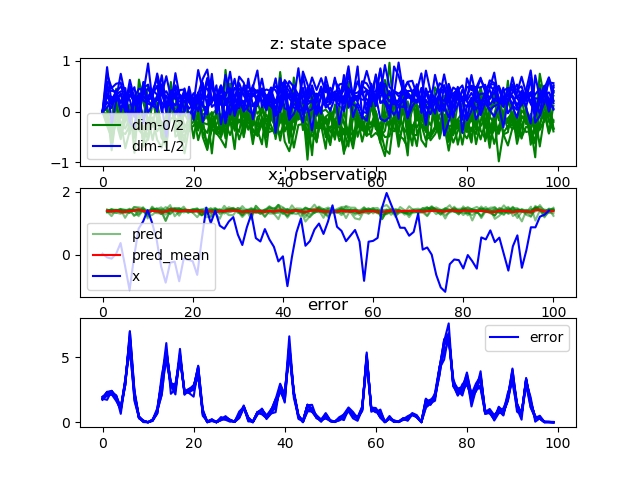 z: state space
1
0
−1
dim-0/2
dim-1/2
0 20 40 60 80 100
x: observation
2
0
pred
pred_mean
x
0 20 40 60 80 100
error
5
0
error
0 20 40 60 80 100